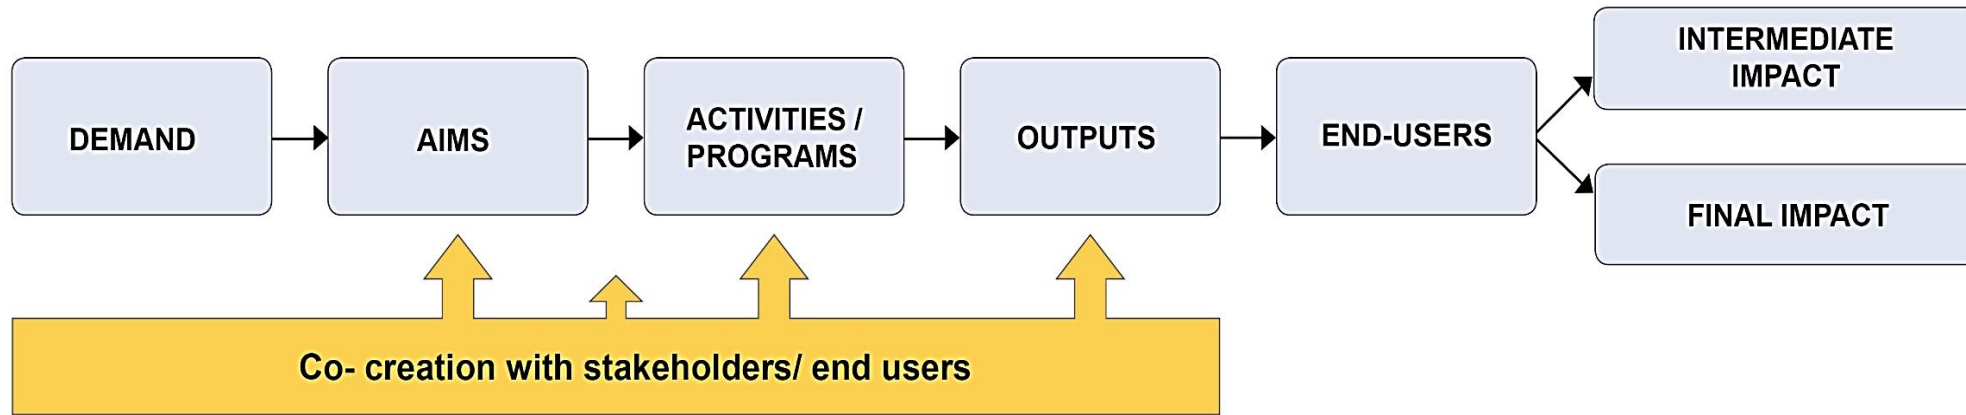 DEMAND
AIMS
ACTIVITIES /
PROGRAMS
OUTPUTS
END-USERS
INTERMEDIATE
IMPACT
FINAL IMPACT
Co- creation with stakeholders/ end users